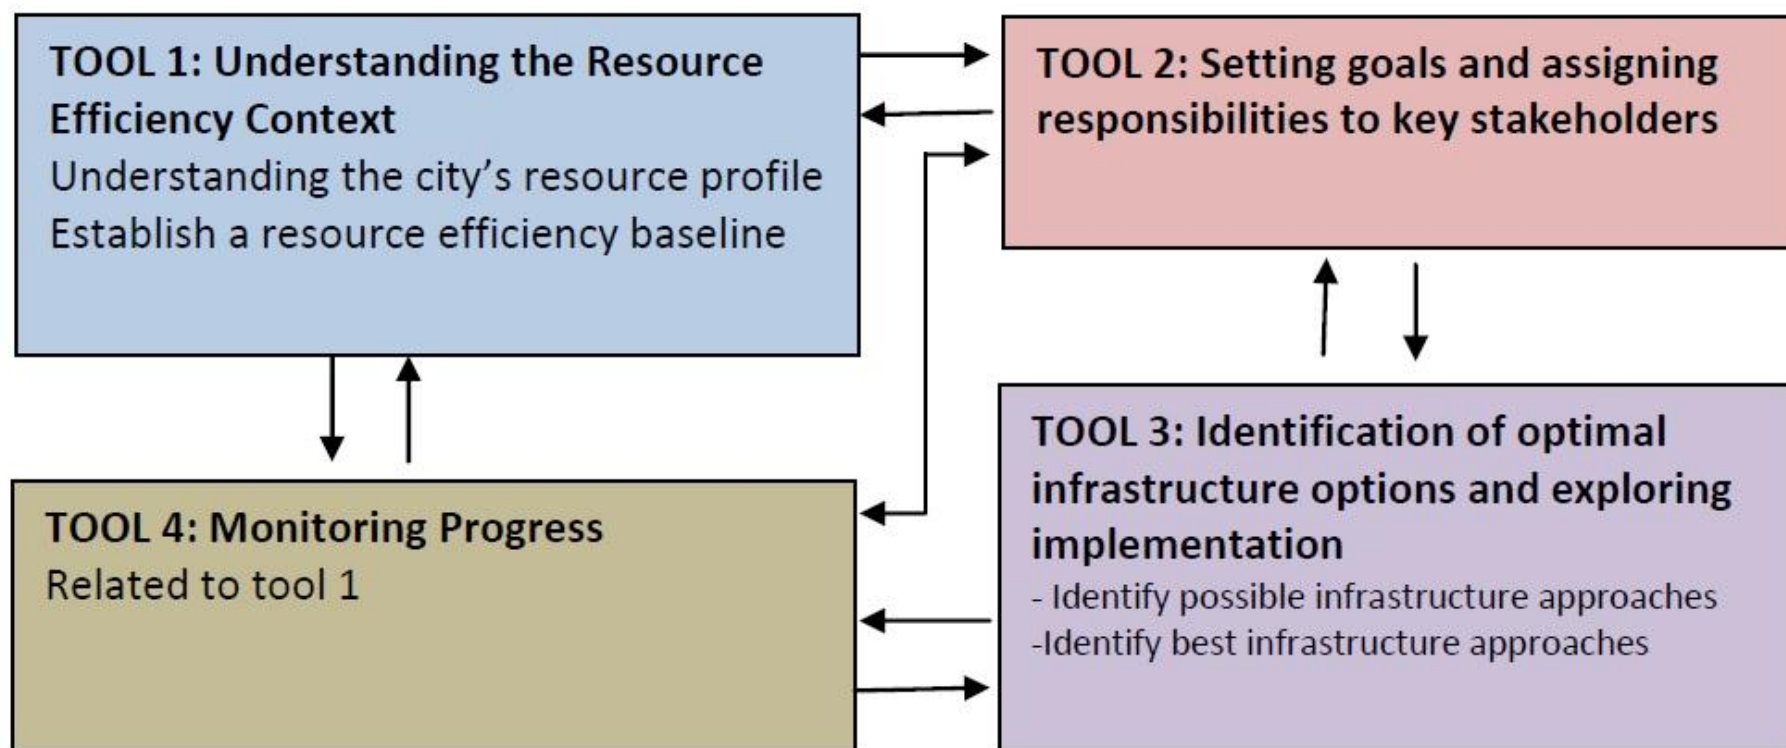 TOOL 1: Understanding the Resource
Efficiency Context
Understanding the city’s resource profile
Establish a resource efficiency baseline
TOOL 2: Setting goals and assigning
responsibilities to key stakeholders
TOOL 3: Identification of optimal
infrastructure options and exploring
implementation
- Identify possible infrastructure approaches
-Identify best infrastructure approaches
TOOL 4: Monitoring Progress
Related to tool 1